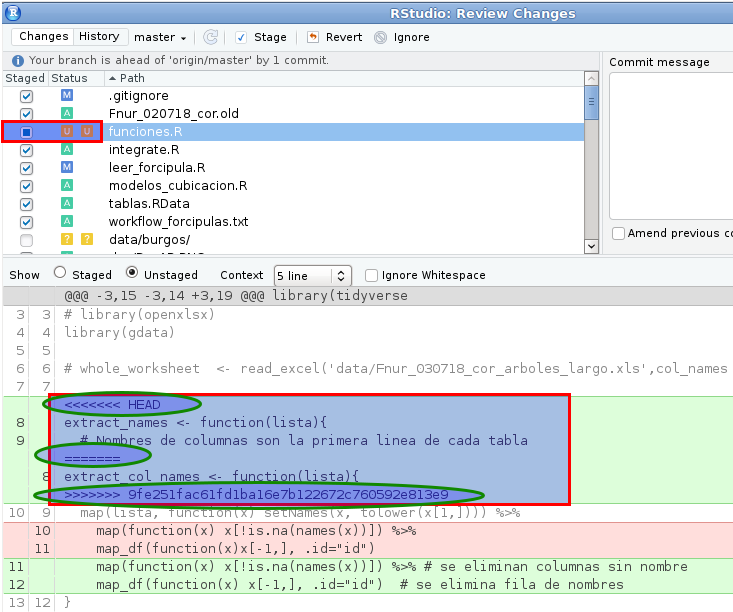 RStudio: Review Changes
Changes History master Stage Revert Ignore
Your branch is ahead of 'origin/master' by 1 commit.
Staged Status Path Commit message
M .gitignore
A Fnur_020718_cor.old
U U funciones.R
A integrate.R
M leer_forcipula.R
A modelos_cubicacion.R
A tablas.RData
A workflow_forcipulas.txt
? ? data/burgos/
Amend previous co
Show Staged Unstaged Context 5 line Ignore Whitespace
@@@ -3,15 -3,14 +3,19 @@@ library(tidyverse
3 3 # library(openxlsx)
4 4 library(gdata)
5 5
6 6 # whole_worksheet <- read_excel('data/Fnur_030718_cor_arboles_largo.xls',col_names
7 7
<<<<<<< HEAD
8 extract_names <- function(lista){
9 # Nombres de columnas son la primera linea de cada tabla
=======
8 extract_col_names <- function(lista){
>>>>>>> 9fe251fac61fd1ba16e7b122672c760592e813e9
10 9 map(lista, function(x) setNames(x, tolower(x[1,]))) %>%
10 map(function(x) x[!is.na(names(x))]) %>%
11 map_df(function(x)x[-1,], .id="id")
11 map(function(x) x[!is.na(names(x))]) %>% # se eliminan columnas sin nombre
12 map_df(function(x) x[-1,], .id="id") # se elimina fila de nombres
13 12 }